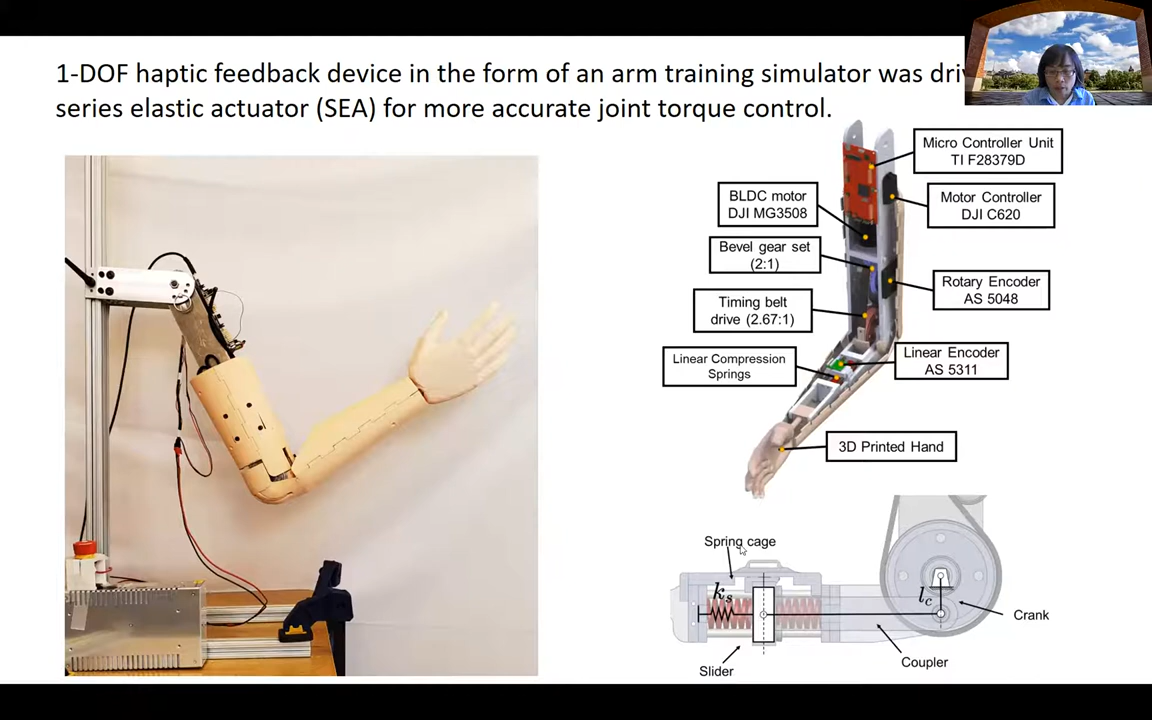 1-DOF haptic feedback device in the form of an arm training simulator was
series elastic actuator (SEA) for more accurate joint torque control.
Micro Controller Unit
TI F28379D
BLDC motor
DJI MG3508
Motor Controller
DJI C620
Bevel gear set
(2:1)
Rotary Encoder
AS 5048
Timing belt
drive (2.67:1)
Linear Compression
Springs
Linear Encoder
AS 5311
3D Printed Hand
Spring cage
ks
lc
Crank
Coupler
Slider